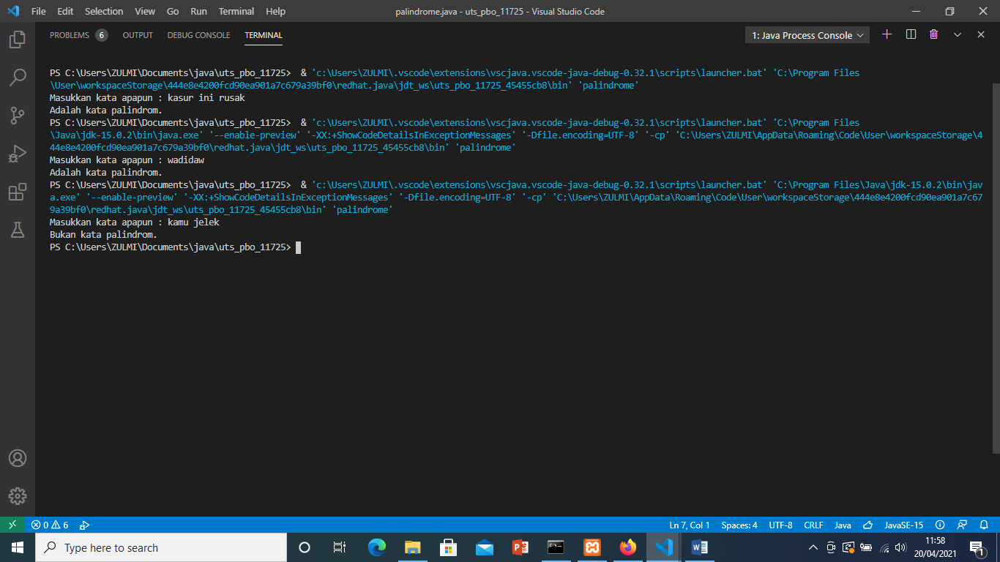 File Edit Selection View Go Run Terminal Help palindrome.java - uts_pbo_11725 - Visual Studio Code
PROBLEMS 6 OUTPUT DEBUG CONSOLE TERMINAL 1: Java Process Console
PS C:\Users\ZULMI\Documents\java\uts_pbo_11725>  & 'c:\Users\ZULMI\.vscode\extensions\vscjava.vscode-java-debug-0.32.1\scripts\launcher.bat' 'C:\Program Files
\User\workspaceStorage\444e8e4200fcd90ea901a7c679a39bf0\redhat.java\jdt_ws\uts_pbo_11725_45455cb8\bin' 'palindrome'
Masukkan kata apapun : kasur ini rusak
Adalah kata palindrom.
PS C:\Users\ZULMI\Documents\java\uts_pbo_11725>  & 'c:\Users\ZULMI\.vscode\extensions\vscjava.vscode-java-debug-0.32.1\scripts\launcher.bat' 'C:\Program Files
\Java\jdk-15.0.2\bin\java.exe' '--enable-preview' '-XX:+ShowCodeDetailsInExceptionMessages' '-Dfile.encoding=UTF-8' '-cp' 'C:\Users\ZULMI\AppData\Roaming\Code\User\workspaceStorage\4
44e8e4200fcd90ea901a7c679a39bf0\redhat.java\jdt_ws\uts_pbo_11725_45455cb8\bin' 'palindrome'
Masukkan kata apapun : wadidaw
Adalah kata palindrom.
PS C:\Users\ZULMI\Documents\java\uts_pbo_11725>  & 'c:\Users\ZULMI\.vscode\extensions\vscjava.vscode-java-debug-0.32.1\scripts\launcher.bat' 'C:\Program Files\Java\jdk-15.0.2\bin\jav
a.exe' '--enable-preview' '-XX:+ShowCodeDetailsInExceptionMessages' '-Dfile.encoding=UTF-8' '-cp' 'C:\Users\ZULMI\AppData\Roaming\Code\User\workspaceStorage\444e8e4200fcd90ea901a7c67
9a39bf0\redhat.java\jdt_ws\uts_pbo_11725_45455cb8\bin' 'palindrome'
Masukkan kata apapun : kamu jelek
Bukan kata palindrom.
PS C:\Users\ZULMI\Documents\java\uts_pbo_11725>
0 6 Ln 7, Col 1 Spaces: 4 UTF-8 CRLF Java JavaSE-15
Type here to search
11:58
20/04/2021
1